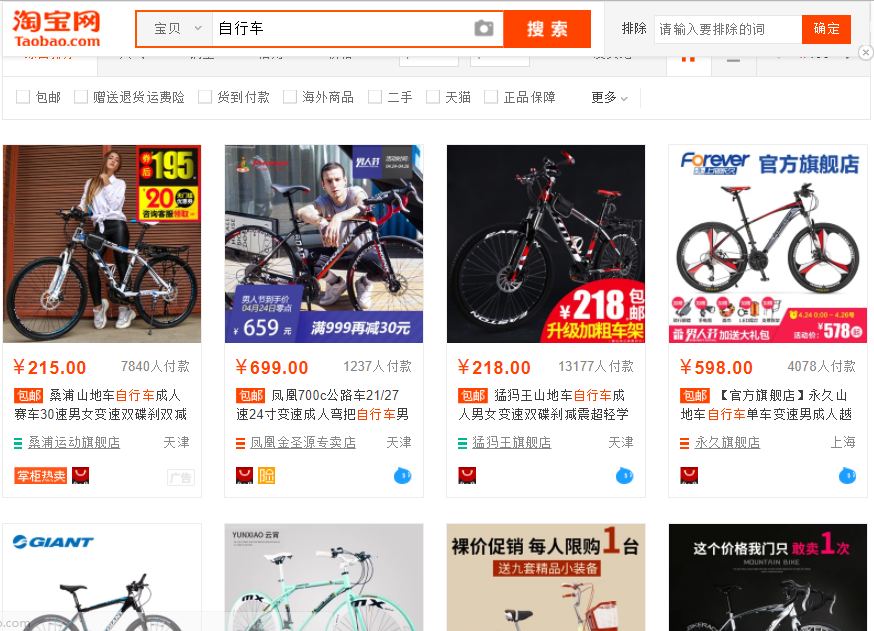 淘宝网
Taobao.com
宝贝
自行车
搜 索
排除
请输入要排除的词
确定
包邮
赠送退货运费险
货到付款
海外商品
二手
天猫
正品保障
更多
券后
195
20
咨询客服领取
男人节
活动时间:
男人节到手价
04月24日零点
¥659元
满999再减30元
¥218包邮
升级加粗车架
Forever
官方旗舰店
男人节 加送大礼包
4.24 0:00 - 4.26号
活动价:¥578起
¥215.00
7840人付款
包邮 桑浦山地车自行车成人
赛车30速男女变速双碟刹双减
桑浦运动旗舰店
天津
掌柜热卖
广告
¥699.00
1237人付款
包邮 凤凰700c公路车21/27
速24寸变速成人弯把自行车男
凤凰金圣源专卖店
天津
¥218.00
13177人付款
包邮 猛犸王山地车自行车成
人男女变速双碟刹减震超轻学
猛犸王旗舰店
天津
¥598.00
4078人付款
包邮 【官方旗舰店】永久山
地车自行车单车变速男成人越
永久旗舰店
上海
GIANT
YUNXIAO 云宵
裸价促销 每人限购1台
送九套精品小装备
这个价格我们只 敢卖1次
MOUNTAIN BIKE
o.com